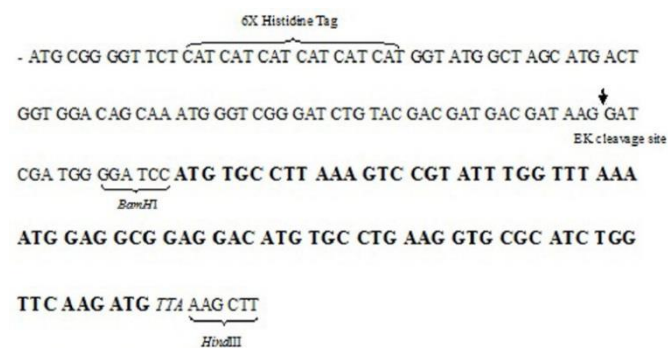 6X Histidine Tag
- ATG CGG GGT TCT CAT CAT CAT CAT CAT CAT GGT ATG GCT AGC ATG ACT
GGT GGA CAG CAA ATG GGT CGG GAT CTG TAC GAC GAT GAC GAT AAG GAT
EK cleavage site
CGA TGG GGA TCC ATG TGC CTT AAA GTC CGT ATT TGG TTT AAA
BamHI
ATG GAG GCG GAG GAC ATG TGC CTG AAG GTG CGC ATC TGG
TTC AAG ATG TTA AAG CTT
HindIII